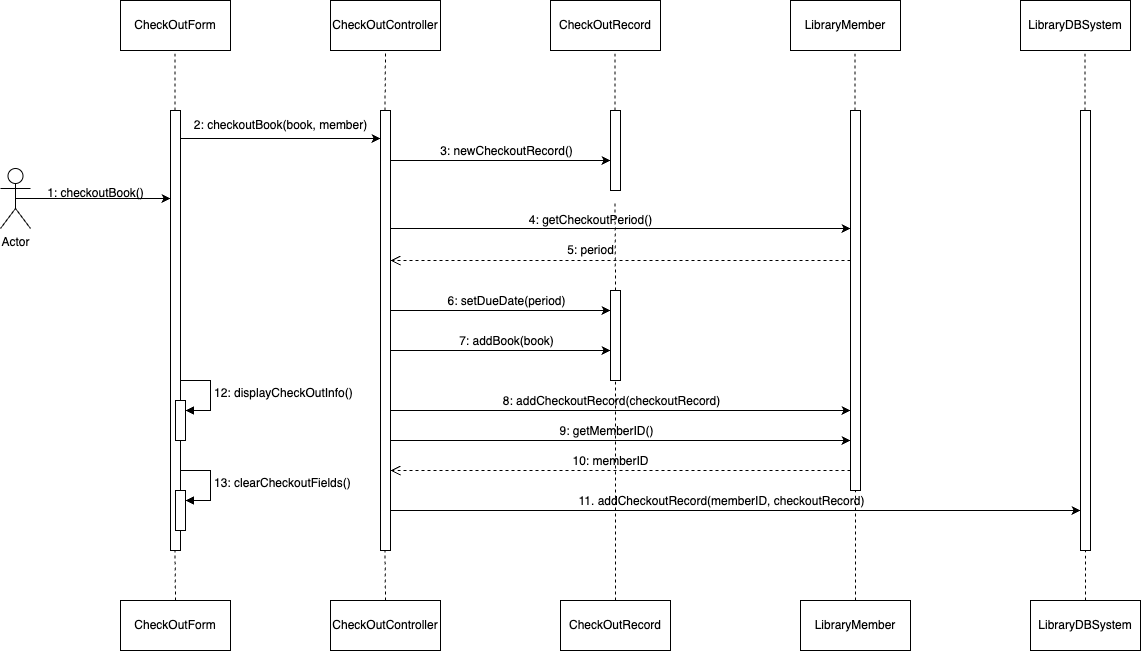 CheckOutForm
CheckOutController
CheckOutRecord
LibraryMember
LibraryDBSystem
2: checkoutBook(book, member)
3: newCheckoutRecord()
1: checkoutBook()
Actor
4: getCheckoutPeriod()
5: period
6: setDueDate(period)
7: addBook(book)
12: displayCheckOutInfo()
8: addCheckoutRecord(checkoutRecord)
9: getMemberID()
10: memberID
13: clearCheckoutFields()
11. addCheckoutRecord(memberID, checkoutRecord)
CheckOutForm
CheckOutController
CheckOutRecord
LibraryMember
LibraryDBSystem